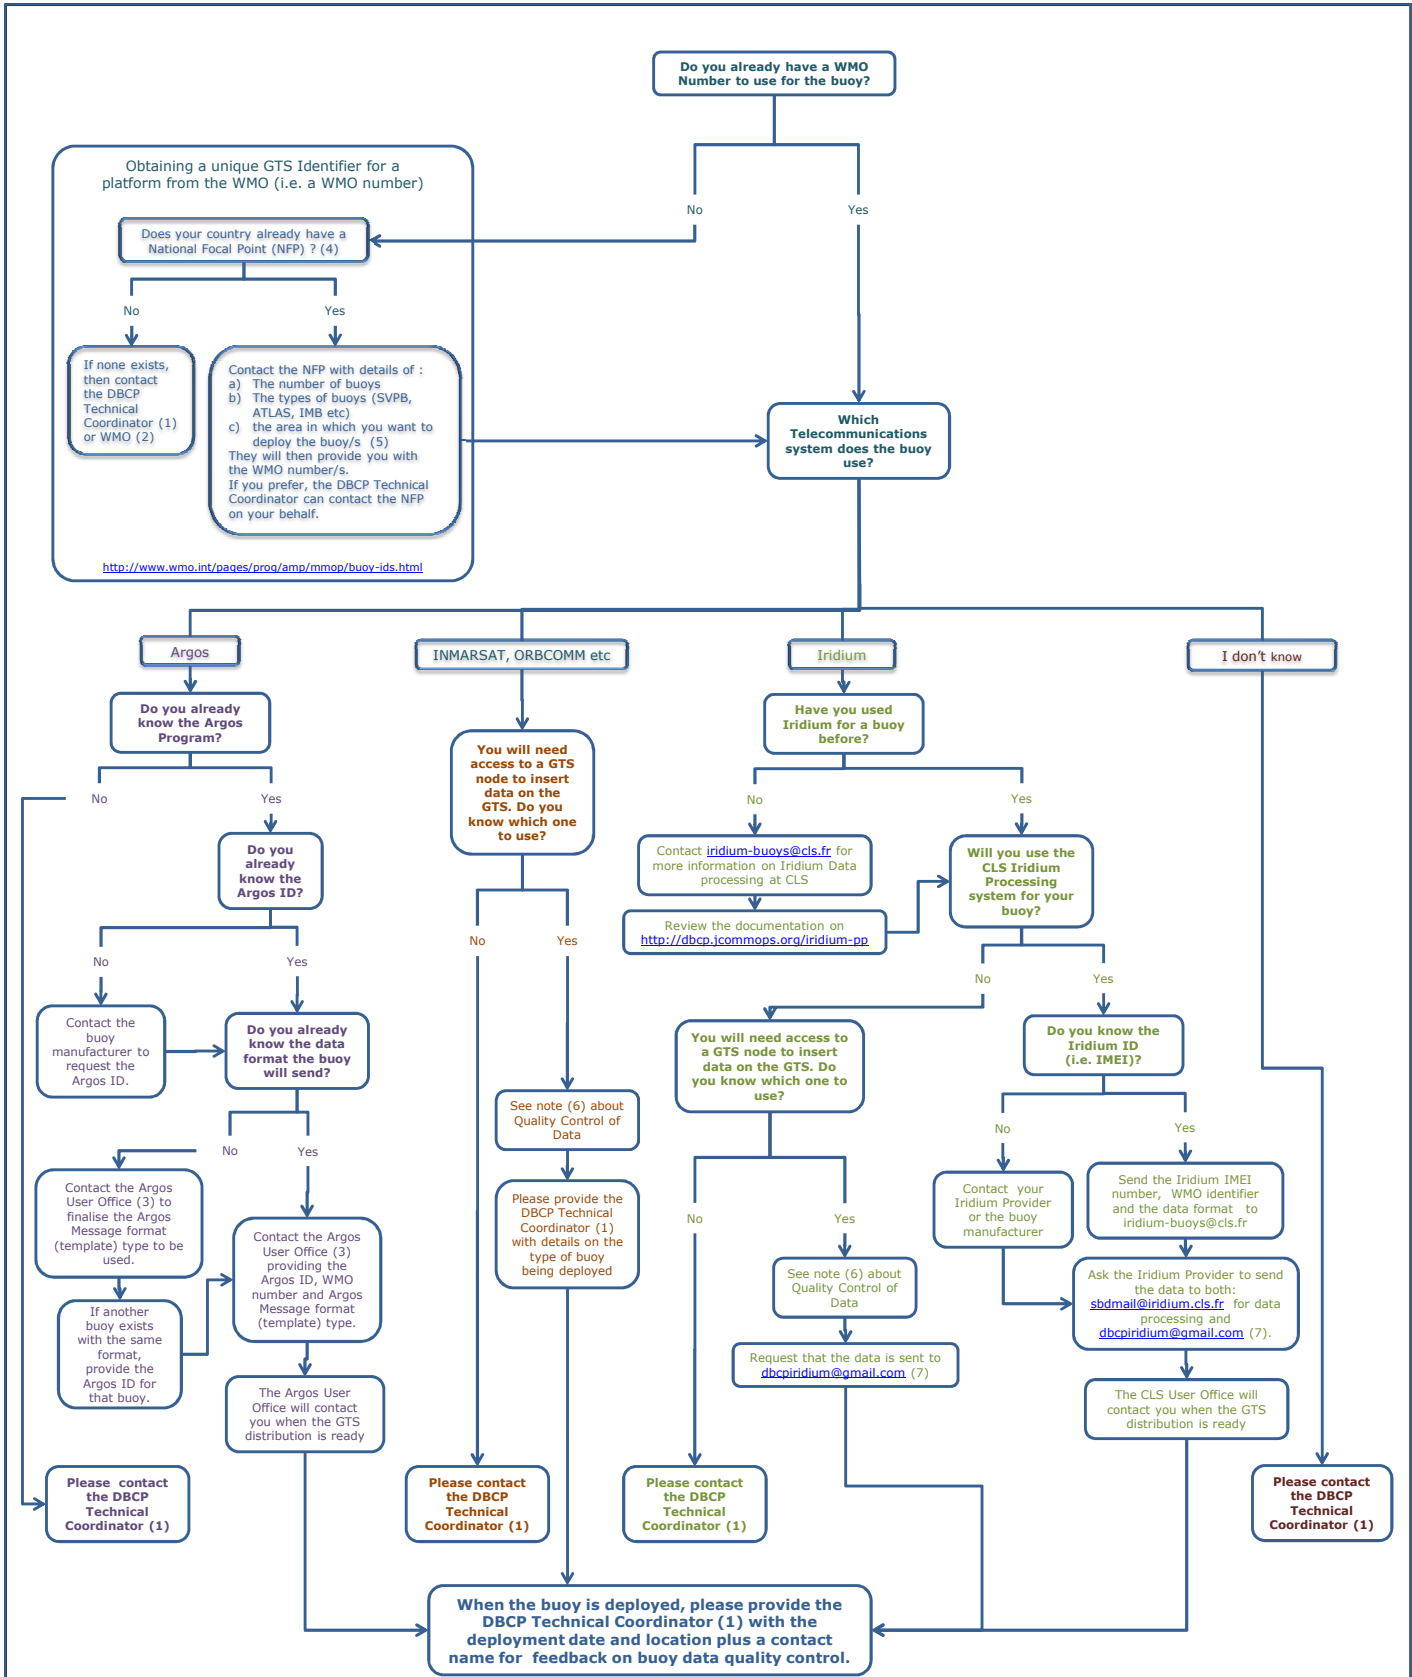 Do you already have a WMO
Number to use for the buoy?
No
Yes
Obtaining a unique GTS Identifier for a
platform from the WMO (i.e. a WMO number)
Does your country already have a
National Focal Point (NFP) ? (4)
No
Yes
If none exists,
then contact
the DBCP
Technical
Coordinator (1)
or WMO (2)
Contact the NFP with details of :
a) The number of buoys
b) The types of buoys (SVPB,
ATLAS, IMB etc)
c) the area in which you want to
deploy the buoy/s (5)
They will then provide you with
the WMO number/s.
If you prefer, the DBCP Technical
Coordinator can contact the NFP
on your behalf.
http://www.wmo.int/pages/prog/amp/mmop/buoy-ids.html
Which
Telecommunications
system does the buoy
use?
Argos
INMARSAT, ORBCOMM etc
Iridium
I don't know
Do you already
know the Argos
Program?
No
Yes
Do you
already
know the
Argos ID?
No
Yes
Contact the
buoy
manufacturer to
request the
Argos ID.
Do you already
know the data
format the buoy
will send?
No
Yes
Contact the Argos
User Office (3) to
finalise the Argos
Message format
(template) type to be
used.
If another
buoy exists
with the same
format,
provide the
Argos ID for
that buoy.
Contact the Argos
User Office (3)
providing the
Argos ID, WMO
number and Argos
Message format
(template) type.
The Argos User
Office will contact
you when the GTS
distribution is ready
Please contact
the DBCP
Technical
Coordinator (1)
You will need
access to a GTS
node to insert
data on the
GTS. Do you
know which one
to use?
No
Yes
See note (6) about
Quality Control of
Data
Please provide the
DBCP Technical
Coordinator (1)
with details on the
type of buoy
being deployed
Please contact
the DBCP
Technical
Coordinator (1)
Have you used
Iridium for a buoy
before?
No
Yes
Contact iridium-buoys@cls.fr for
more information on Iridium Data
processing at CLS
Review the documentation on
http://dbcp.jcommops.org/iridium-pp
Will you use the
CLS Iridium
Processing
system for your
buoy?
No
Yes
You will need access to
a GTS node to insert
data on the GTS. Do
you know which one to
use?
No
Yes
See note (6) about
Quality Control of
Data
Request that the data is sent to
dbcpiridium@gmail.com (7)
Please contact
the DBCP
Technical
Coordinator (1)
Do you know the
Iridium ID
(i.e. IMEI)?
No
Yes
Contact your
Iridium Provider
or the buoy
manufacturer
Send the Iridium IMEI
number, WMO identifier
and the data format to
iridium-buoys@cls.fr
Ask the Iridium Provider to send
the data to both:
sbdmail@iridium.cls.fr for data
processing and
dbcpiridium@gmail.com (7).
The CLS User Office will
contact you when the GTS
distribution is ready
Please contact
the DBCP
Technical
Coordinator (1)
When the buoy is deployed, please provide the
DBCP Technical Coordinator (1) with the
deployment date and location plus a contact
name for feedback on buoy data quality control.